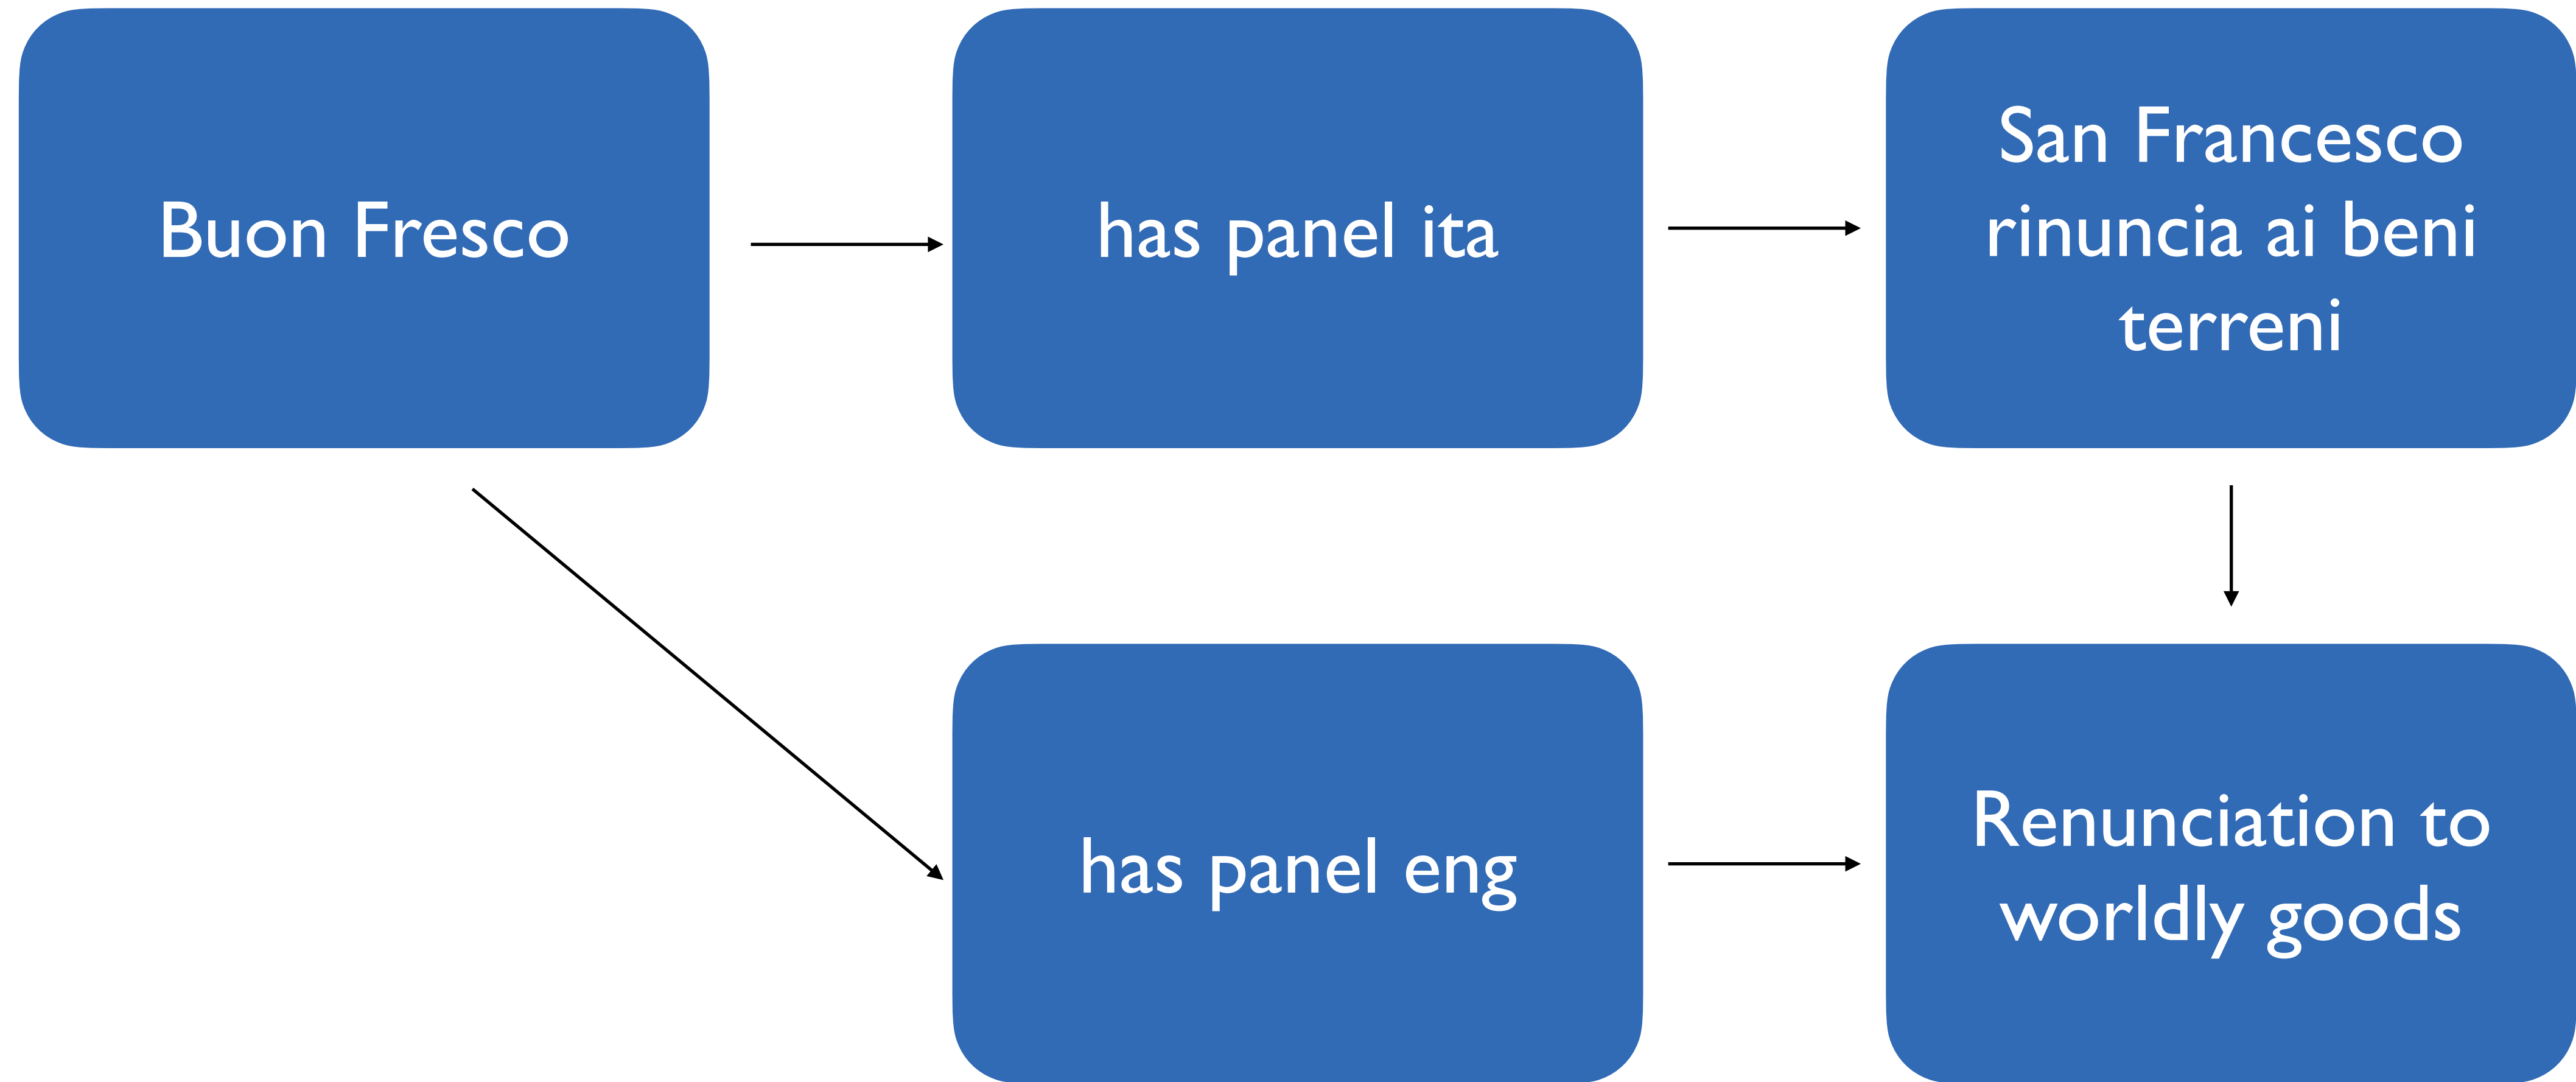 Buon Fresco
has panel ita
San Francesco
rinuncia ai beni
terreni
has panel eng
Renunciation to
worldly goods